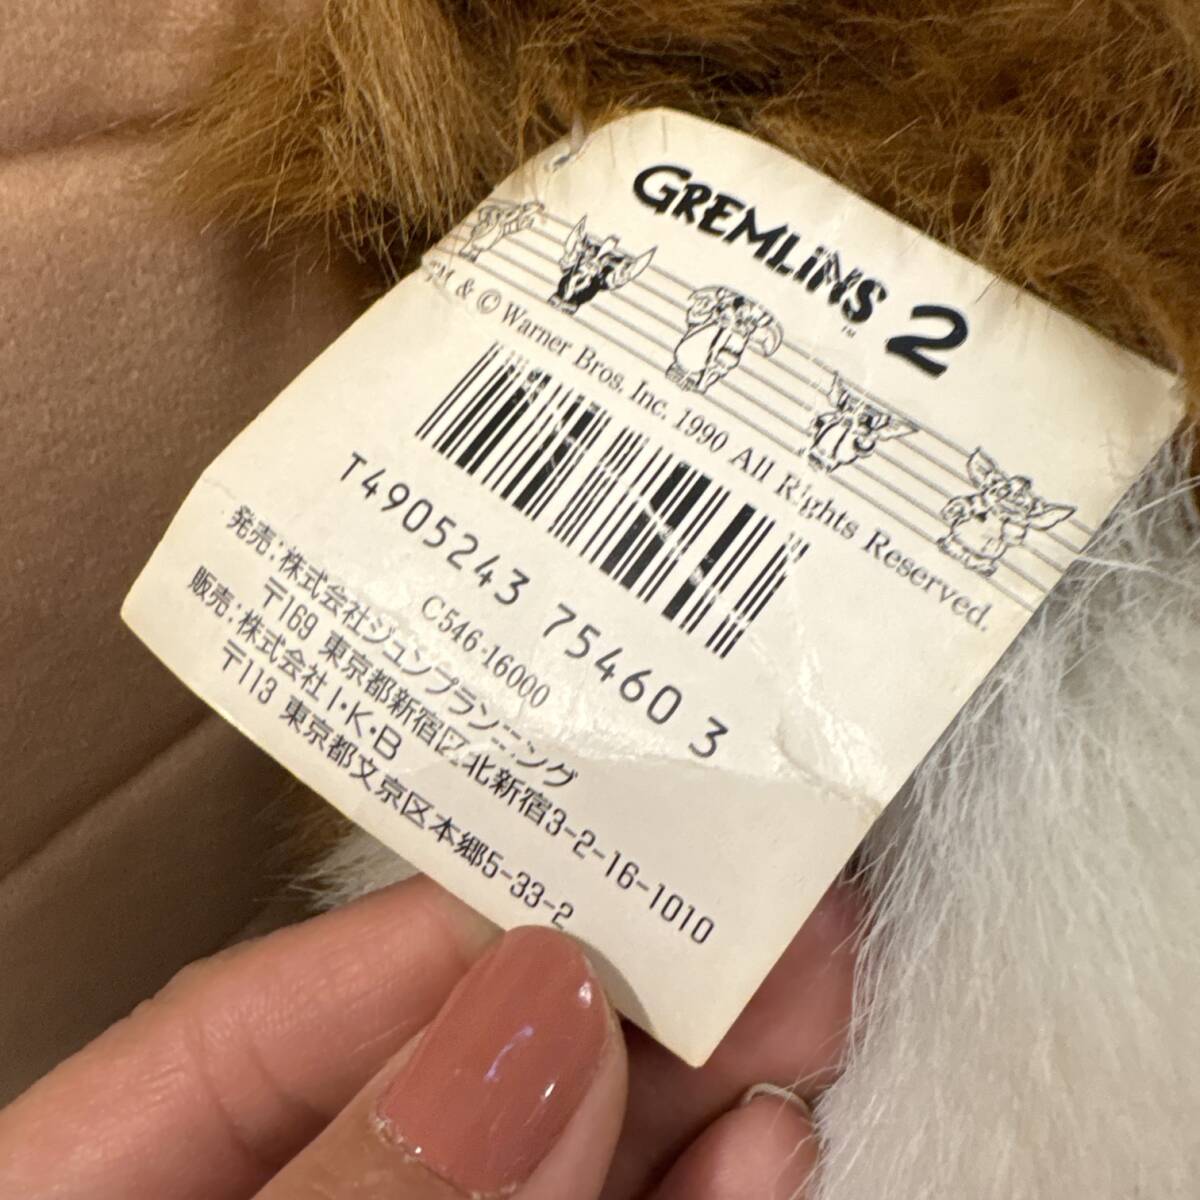 GREMLINS 2
TM
TM & © Warner Bros. Inc. 1990 All Rights Reserved.
T4905243 75460 3
C546-16000
発売:株式会社ジュンプランニング
〒169 東京都新宿区北新宿3-2-16-1010
販売:株式会社I・K・B
〒113 東京都文京区本郷5-33-2